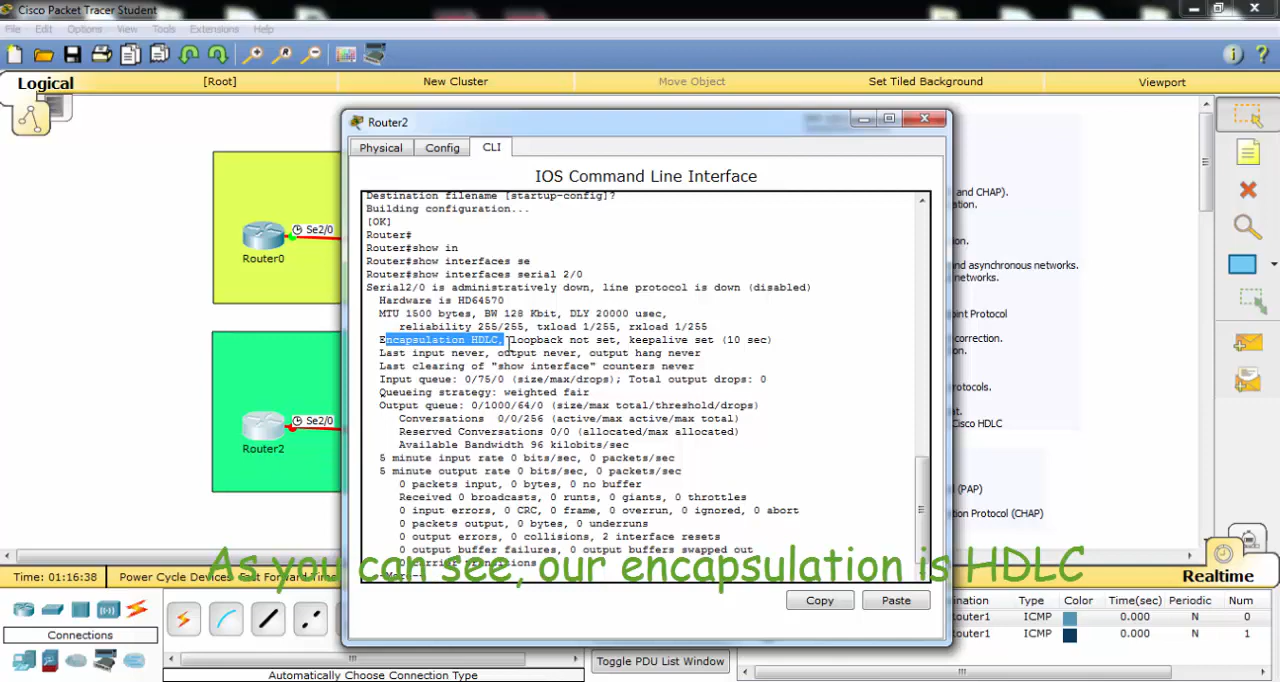 Cisco Packet Tracer Student
File Edit Options View Tools Extensions Help
Logical [Root] New Cluster Move Object Set Tiled Background Viewport
Router2
Physical Config CLI
IOS Command Line Interface
Destination filename [startup-config]?
Building configuration...
[OK]
Router#
Router#show in
Router#show interfaces se
Router#show interfaces serial 2/0
Serial2/0 is administratively down, line protocol is down (disabled)
Hardware is HD64570
MTU 1500 bytes, BW 128 Kbit, DLY 20000 usec,
reliability 255/255, txload 1/255, rxload 1/255
Encapsulation HDLC, loopback not set, keepalive set (10 sec)
Last input never, output never, output hang never
Last clearing of "show interface" counters never
Input queue: 0/75/0 (size/max/drops); Total output drops: 0
Queueing strategy: weighted fair
Output queue: 0/1000/64/0 (size/max total/threshold/drops)
Conversations 0/0/256 (active/max active/max total)
Reserved Conversations 0/0 (allocated/max allocated)
Available Bandwidth 96 kilobits/sec
5 minute input rate 0 bits/sec, 0 packets/sec
5 minute output rate 0 bits/sec, 0 packets/sec
0 packets input, 0 bytes, 0 no buffer
Received 0 broadcasts, 0 runts, 0 giants, 0 throttles
0 input errors, 0 CRC, 0 frame, 0 overrun, 0 ignored, 0 abort
0 packets output, 0 bytes, 0 underruns
0 output errors, 0 collisions, 2 interface resets
0 output buffer failures, 0 output buffers swapped out
Copy Paste
Se2/0
Router0
Se2/0
Router2
and CHAP).
ation.
on.
and asynchronous networks.
networks.
oint Protocol
orrection.
on.
rotocols.
ot.
Cisco HDLC
(PAP)
on Protocol (CHAP)
As you can see, our encapsulation is HDLC
Time: 01:16:38 Power Cycle Devices Fast Forward Time
Realtime
Connections
Automatically Choose Connection Type
Toggle PDU List Window
ination Type Color Time(sec) Periodic Num
outer1 ICMP 0.000 N 0
outer1 ICMP 0.000 N 1